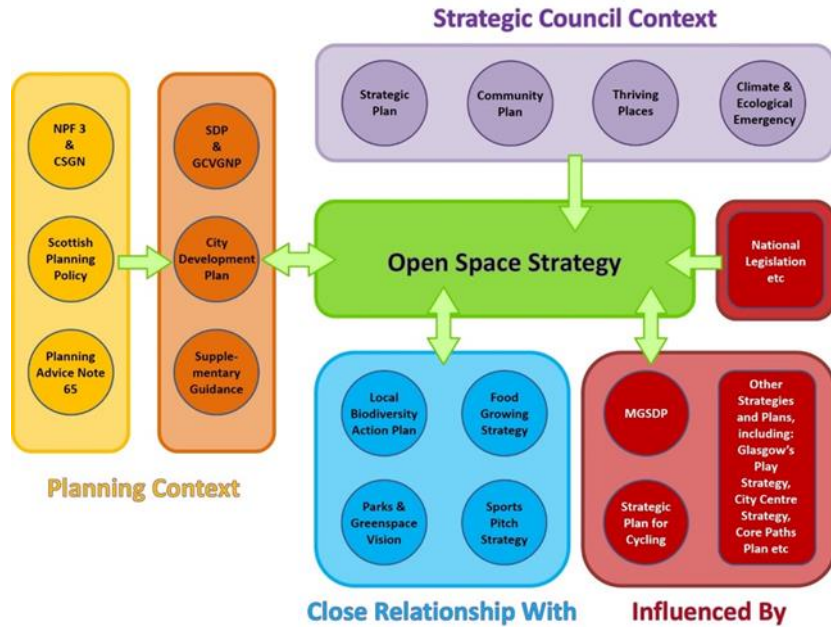 Strategic Council Context
Strategic
Plan
Community
Plan
Thriving
Places
Climate &
Ecological
Emergency
NPF 3
&
CSGN
Scottish
Planning
Policy
Planning
Advice Note
65
SDP
&
GCVGNP
City
Development
Plan
Supple-
mentary
Guidance
Planning Context
Open Space Strategy
National
Legislation
etc
Local
Biodiversity
Action Plan
Food
Growing
Strategy
Parks &
Greenspace
Vision
Sports
Pitch
Strategy
Close Relationship With
MGSDP
Strategic
Plan for
Cycling
Other
Strategies
and Plans,
including:
Glasgow's
Play
Strategy,
City Centre
Strategy,
Core Paths
Plan etc
Influenced By